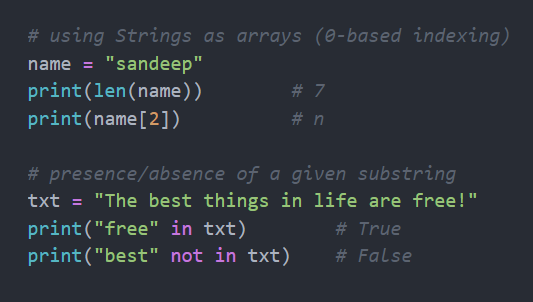 # using Strings as arrays (0-based indexing)
name = "sandeep"
print(len(name))        # 7
print(name[2])          # n
# presence/absence of a given substring
txt = "The best things in life are free!"
print("free" in txt)        # True
print("best" not in txt)    # False